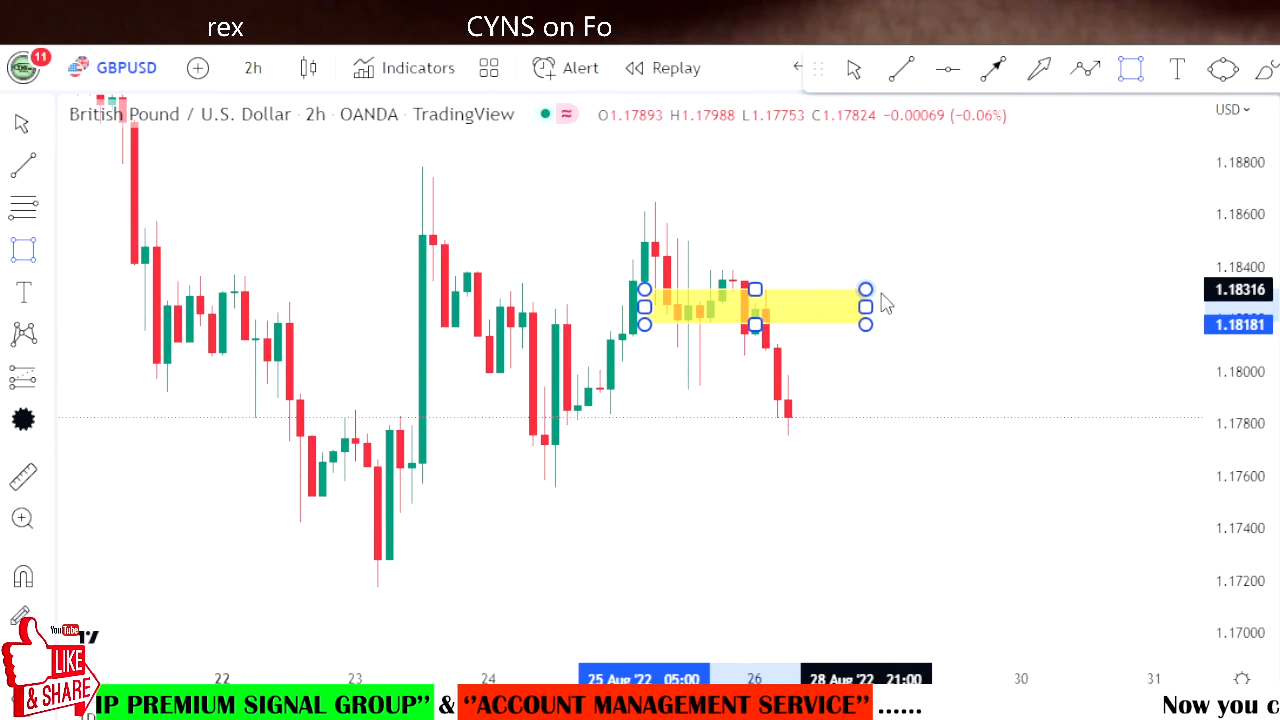 rex CYNS on Fo
11 GBPUSD 2h Indicators Alert Replay
British Pound / U.S. Dollar · 2h · OANDA · TradingView O1.17893 H1.17988 L1.17753 C1.17824 −0.00069 (−0.06%)
USD
1.18800
1.18600
1.18400
1.18316
1.18181
1.18000
1.17800
1.17600
1.17400
1.17200
1.17000
22 23 24 25 Aug '22 05:00 26 28 Aug '22 21:00 30 31
YouTube
LIKE
& SHARE
IP PREMIUM SIGNAL GROUP’’ & ‘‘ACCOUNT MANAGEMENT SERVICE’’ ...... Now you c